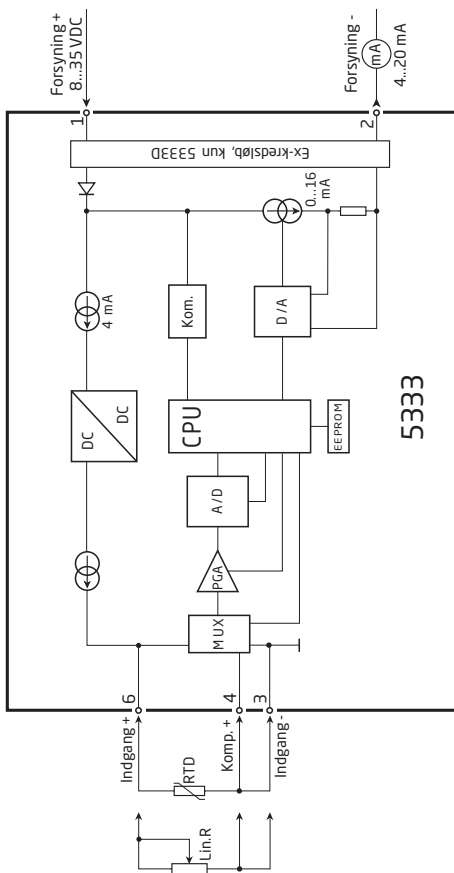 Indgang +
6
RTD
Komp. +
4
Indgang -
3
Lin.R
MUX
PGA
A/D
CPU
EEPROM
DC
DC
4 mA
Kom.
D/A
0...16
mA
Ex-kredsløb, kun 5333D
1
Forsyning +
8...35 VDC
2
Forsyning -
mA
4...20 mA
5333